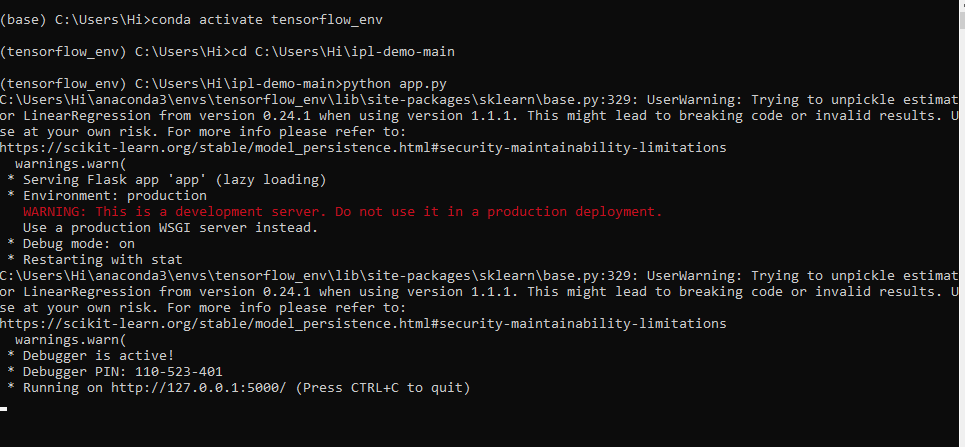 (base) C:\Users\Hi>conda activate tensorflow_env
(tensorflow_env) C:\Users\Hi>cd C:\Users\Hi\ipl-demo-main
(tensorflow_env) C:\Users\Hi\ipl-demo-main>python app.py
C:\Users\Hi\anaconda3\envs\tensorflow_env\lib\site-packages\sklearn\base.py:329: UserWarning: Trying to unpickle estimat
or LinearRegression from version 0.24.1 when using version 1.1.1. This might lead to breaking code or invalid results. U
se at your own risk. For more info please refer to:
https://scikit-learn.org/stable/model_persistence.html#security-maintainability-limitations
  warnings.warn(
 * Serving Flask app 'app' (lazy loading)
 * Environment: production
   WARNING: This is a development server. Do not use it in a production deployment.
   Use a production WSGI server instead.
 * Debug mode: on
 * Restarting with stat
C:\Users\Hi\anaconda3\envs\tensorflow_env\lib\site-packages\sklearn\base.py:329: UserWarning: Trying to unpickle estimat
or LinearRegression from version 0.24.1 when using version 1.1.1. This might lead to breaking code or invalid results. U
se at your own risk. For more info please refer to:
https://scikit-learn.org/stable/model_persistence.html#security-maintainability-limitations
  warnings.warn(
 * Debugger is active!
 * Debugger PIN: 110-523-401
 * Running on http://127.0.0.1:5000/ (Press CTRL+C to quit)